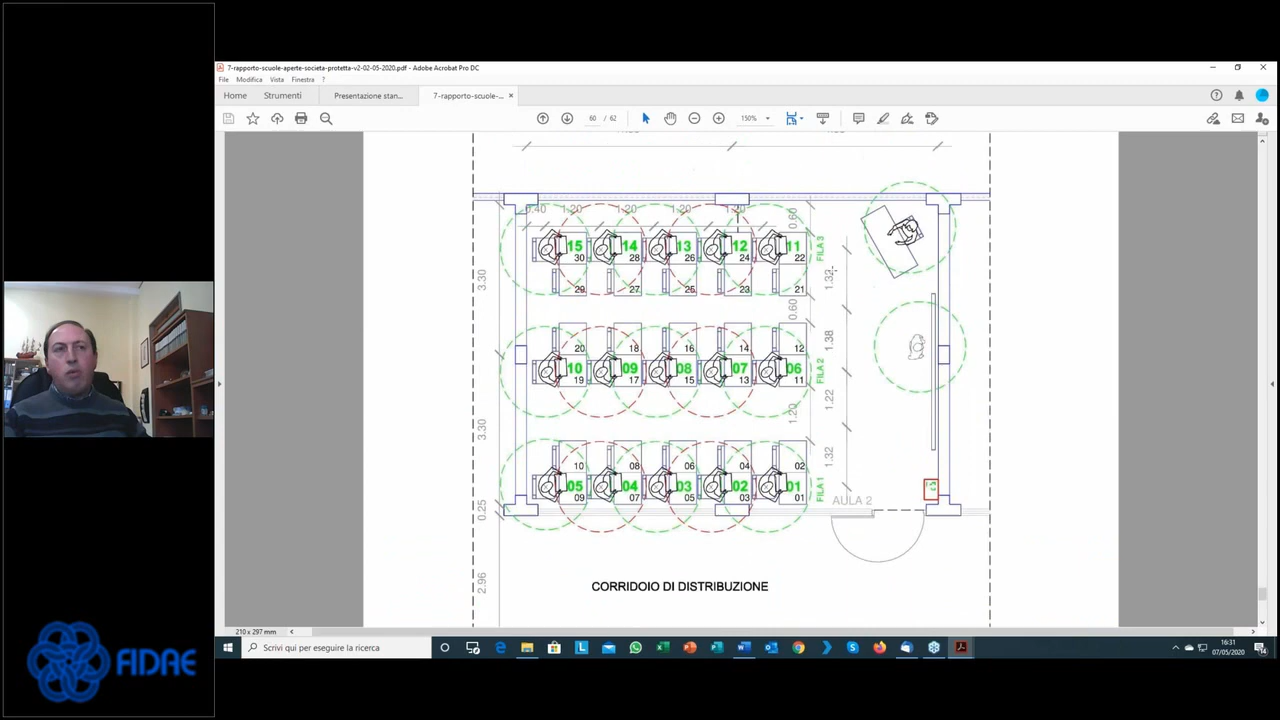 7-rapporto-scuole-aperte-societa-protetta-v2-02-05-2020.pdf - Adobe Acrobat Pro DC
File Modifica Vista Finestra ?
Home Strumenti Presentazione stan... 7-rapporto-scuole-... ×
60 / 62 150%
0.40 1.20 1.20 1.20 1.20 0.60
15 14 13 12 11 FILA 3
30 28 26 24 22
3.30 1.32
29 27 25 23 21
0.60
20 18 16 14 12 1.38
10 09 08 07 06 FILA 2
19 17 15 13 11
1.22
1.20
3.30
1.32
10 08 06 04 02
05 04 03 02 01 FILA 1
09 07 05 03 01
AULA 2
0.25
CORRIDOIO DI DISTRIBUZIONE
2.96
210 x 297 mm
Scrivi qui per eseguire la ricerca
16:31
07/05/2020
FIDAE